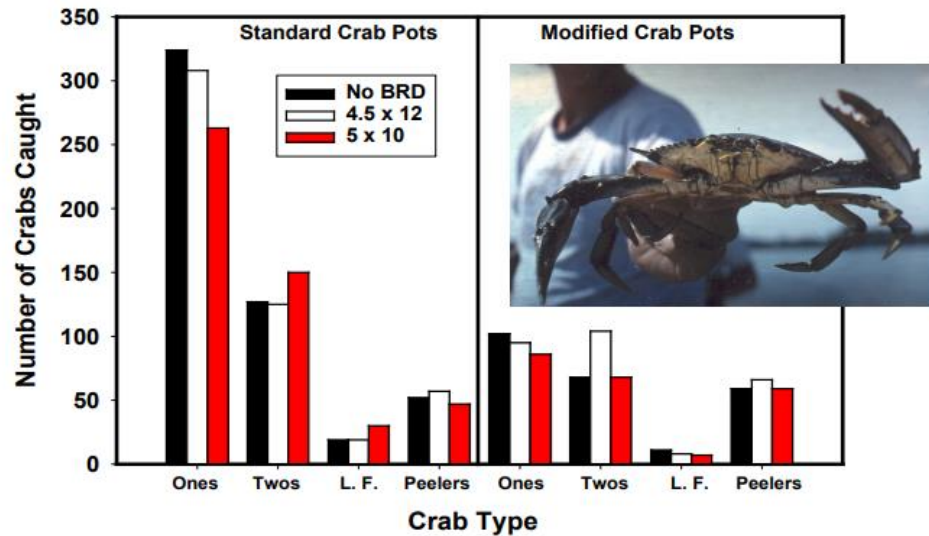 350
300
250
200
150
100
50
0
Number of Crabs Caught
Standard Crab Pots
Modified Crab Pots
No BRD
4.5 x 12
5 x 10
Ones Twos L. F. Peelers Ones Twos L. F. Peelers
Crab Type